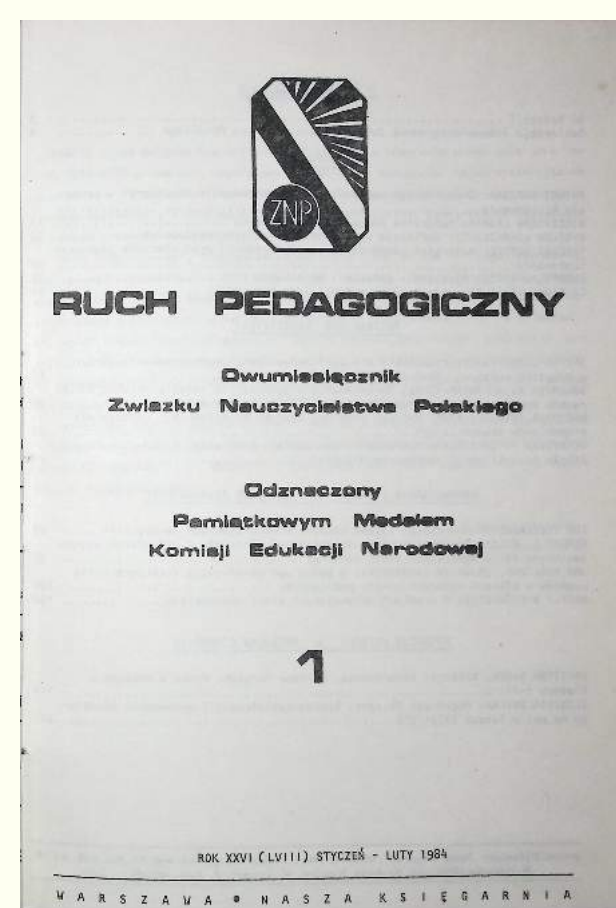 ZNP
RUCH PEDAGOGICZNY
Dwumiesięcznik
Związku Nauczycielstwa Polskiego
Odznaczony
Pamiątkowym Medalem
Komisji Edukacji Narodowej
1
ROK XXVI (LVIII) STYCZEŃ - LUTY 1984
WARSZAWA • NASZA KSIĘGARNIA